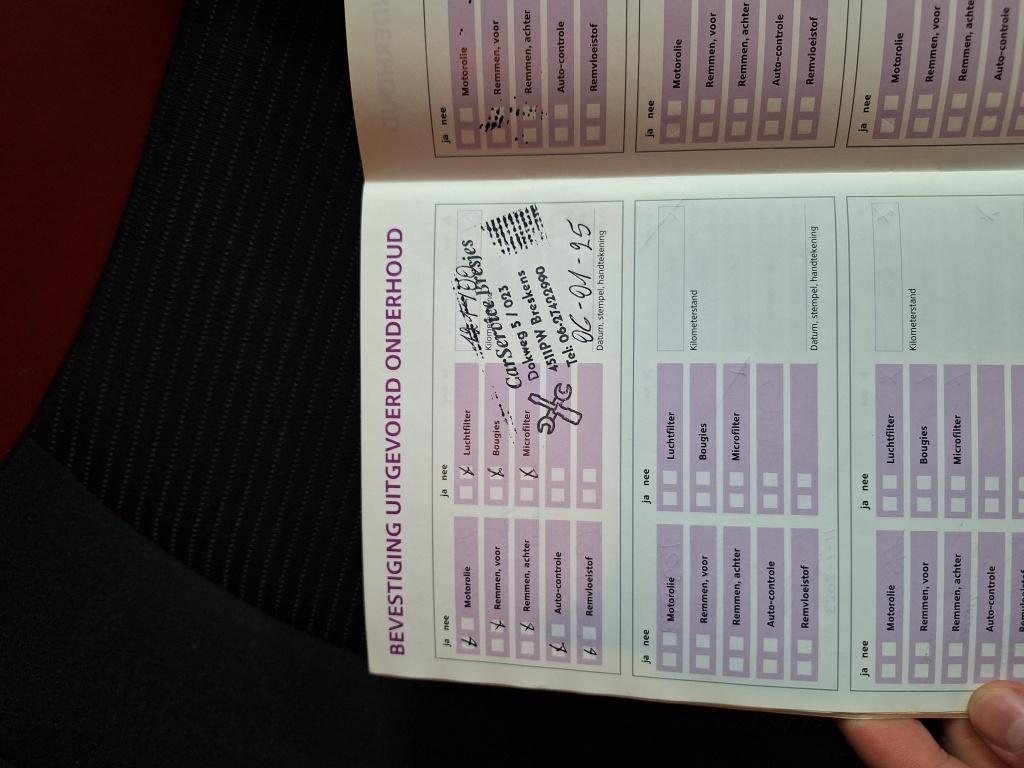 BEVESTIGING UITGEVOERD ONDERHOUD
ja nee
Motorolie
Remmen, voor
Remmen, achter
Auto-controle
Remvloeistof
ja nee
Luchtfilter
Bougies
Microfilter
CarService Bresjes
Dokweg 5 / 023
4511PW Breskens
Tel: 06-27422990
06-01-25
Datum, stempel, handtekening
ja nee
Motorolie
Remmen, voor
Remmen, achter
Auto-controle
Remvloeistof
ja nee
Motorolie
Remmen, voor
Remmen, achter
Auto-controle
Remvloeistof
ja nee
Luchtfilter
Bougies
Microfilter
Kilometerstand
Datum, stempel, handtekening
ja nee
Motorolie
Remmen, voor
Remmen, achter
Auto-controle
Remvloeistof
ja nee
Motorolie
Remmen, voor
Remmen, achter
Auto-controle
ja nee
Luchtfilter
Bougies
Microfilter
Kilometerstand
ja nee
Motorolie
Remmen, voor
Remmen, achter
Auto-controle